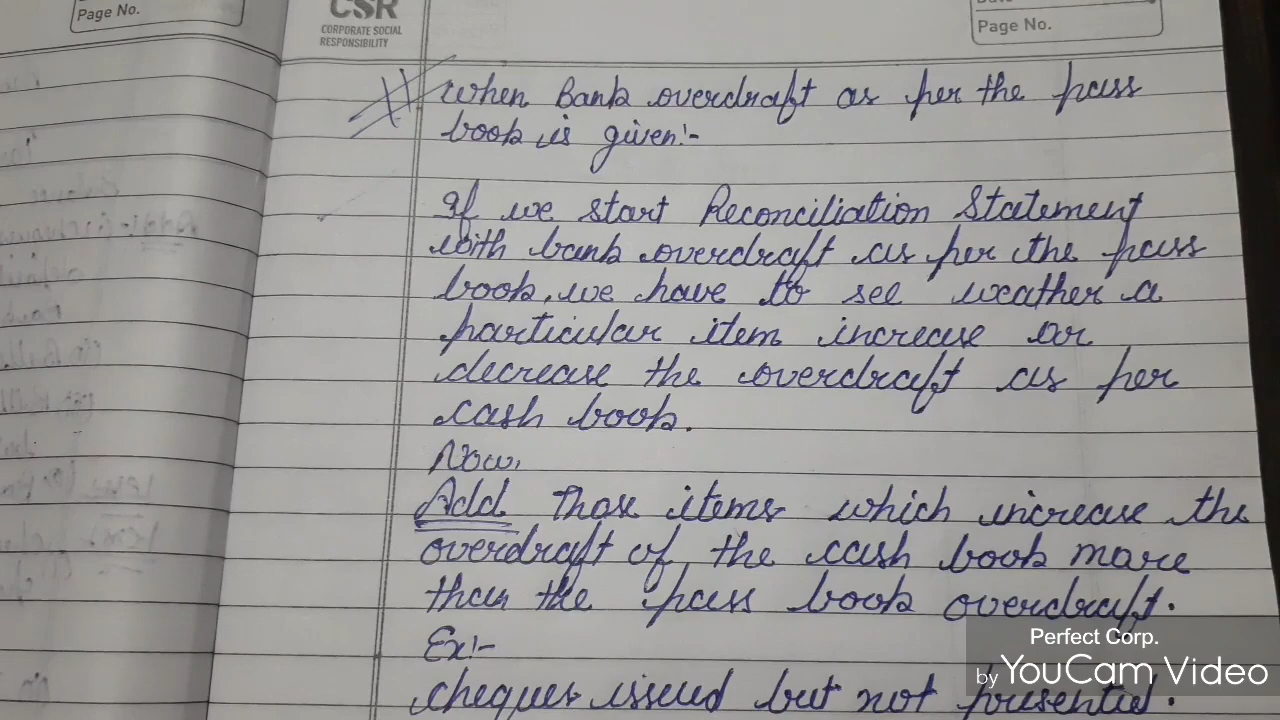 Page No.
CSR
CORPORATE SOCIAL
RESPONSIBILITY
Page No.
# When Bank overdraft as per the pass
book is given:-
If we start Reconciliation Statement
with bank overdraft as per the pass
book, we have to see weather a
particular item increase or
decrease the overdraft as per
cash book.
Now,
Add Those items which increase the
overdraft of the cash book more
than the pass book overdraft.
Ex:-
cheques issued but not presented.
Perfect Corp.
by YouCam Video